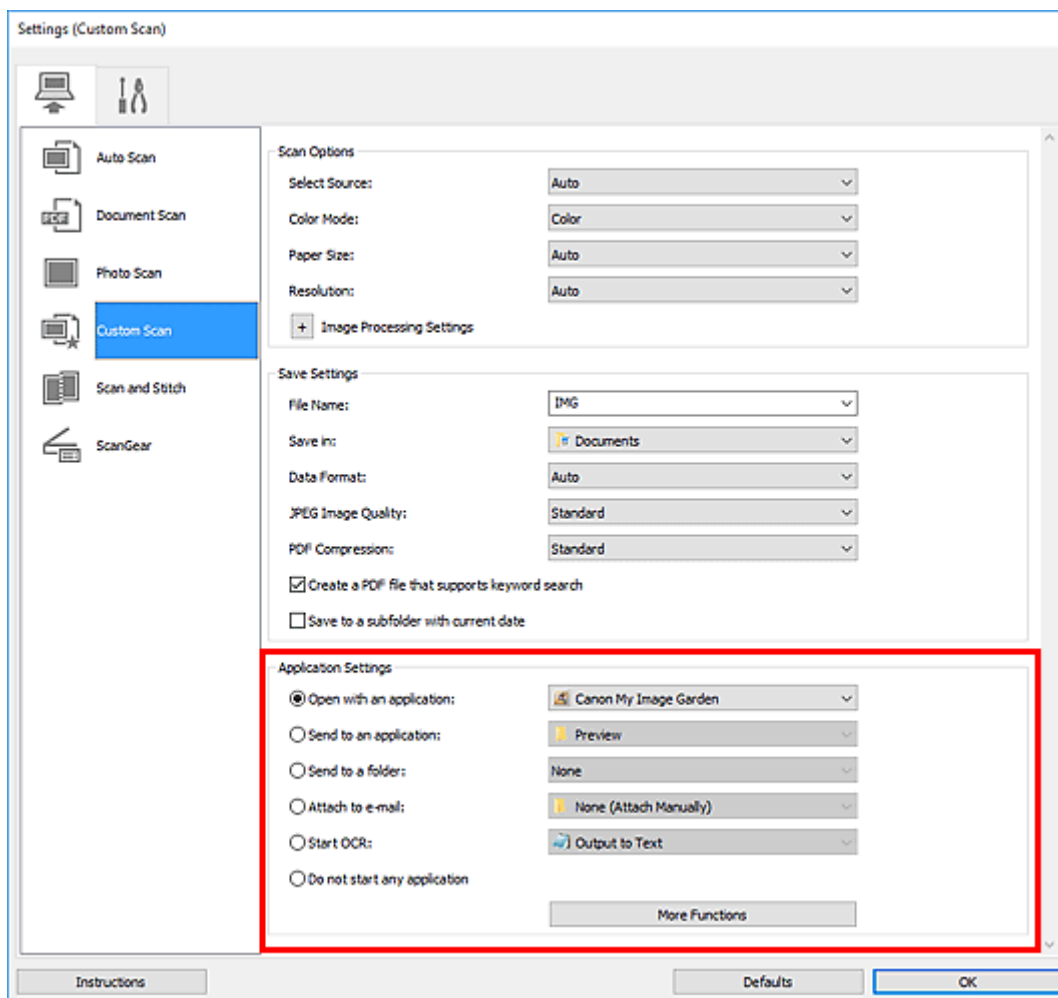 Settings (Custom Scan)
Auto Scan
Document Scan
Photo Scan
Custom Scan
Scan and Stitch
ScanGear
Scan Options
Select Source: Auto
Color Mode: Color
Paper Size: Auto
Resolution: Auto
+ Image Processing Settings
Save Settings
File Name: IMG
Save in: Documents
Data Format: Auto
JPEG Image Quality: Standard
PDF Compression: Standard
Create a PDF file that supports keyword search
Save to a subfolder with current date
Application Settings
Open with an application: Canon My Image Garden
Send to an application: Preview
Send to a folder: None
Attach to e-mail: None (Attach Manually)
Start OCR: Output to Text
Do not start any application
More Functions
Instructions Defaults OK